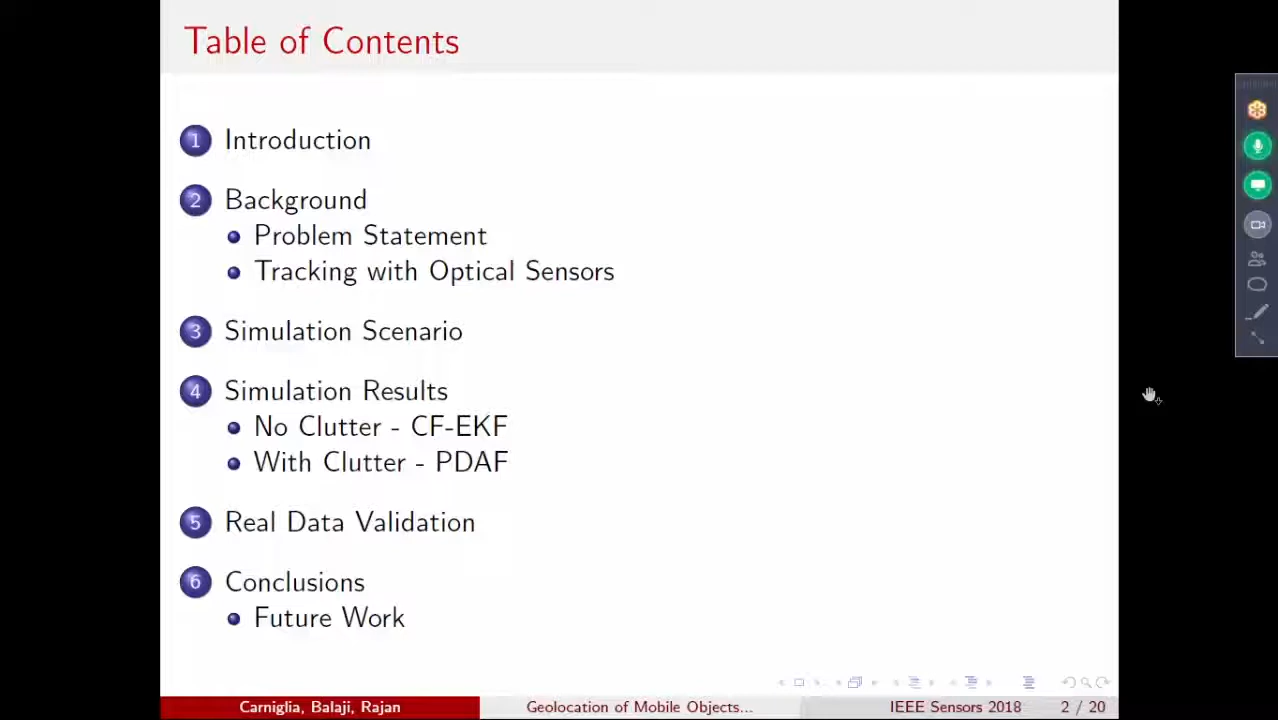 Table of Contents
1 Introduction
2 Background
Problem Statement
Tracking with Optical Sensors
3 Simulation Scenario
4 Simulation Results
No Clutter - CF-EKF
With Clutter - PDAF
5 Real Data Validation
6 Conclusions
Future Work
Carniglia, Balaji, Rajan Geolocation of Mobile Objects... IEEE Sensors 2018 2 / 20